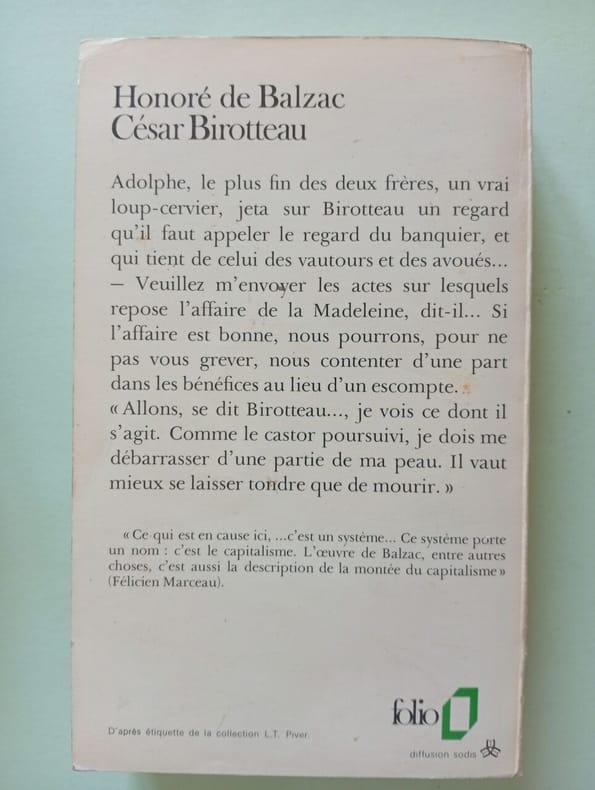 Honoré de Balzac
César Birotteau
Adolphe, le plus fin des deux frères, un vrai
loup-cervier, jeta sur Birotteau un regard
qu'il faut appeler le regard du banquier, et
qui tient de celui des vautours et des avoués...
— Veuillez m'envoyer les actes sur lesquels
repose l'affaire de la Madeleine, dit-il... Si
l'affaire est bonne, nous pourrons, pour ne
pas vous grever, nous contenter d'une part
dans les bénéfices au lieu d'un escompte...
« Allons, se dit Birotteau..., je vois ce dont il
s'agit. Comme le castor poursuivi, je dois me
débarrasser d'une partie de ma peau. Il vaut
mieux se laisser tondre que de mourir. »
« Ce qui est en cause ici, ...c'est un système... Ce système porte
un nom : c'est le capitalisme. L'œuvre de Balzac, entre autres
choses, c'est aussi la description de la montée du capitalisme »
(Félicien Marceau).
folio
D'après étiquette de la collection L.T. Piver.
diffusion sodis